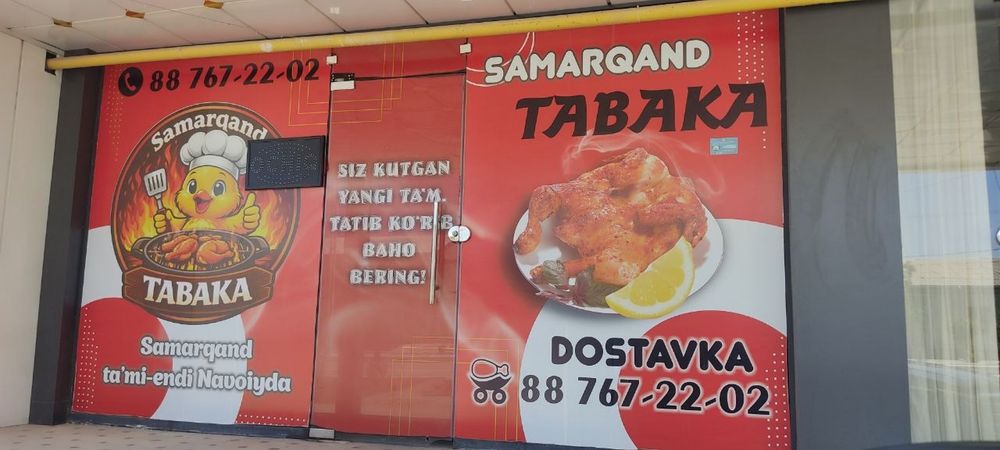 88 767-22-02
Samarqand
TABAKA
Samarqand
ta'mi-endi Navoiyda
SIZ KUTGAN
YANGI TA'M
TATIB KO'RIB
BAHO
BERING!
SAMARQAND
TABAKA
DOSTAVKA
88 767-22-02